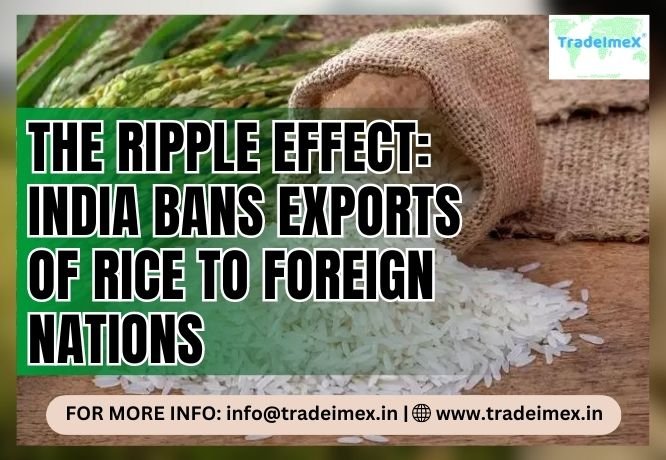 TradeImeX®
THE RIPPLE EFFECT:
INDIA BANS EXPORTS
OF RICE TO FOREIGN
NATIONS
FOR MORE INFO: info@tradeimex.in | www.tradeimex.in